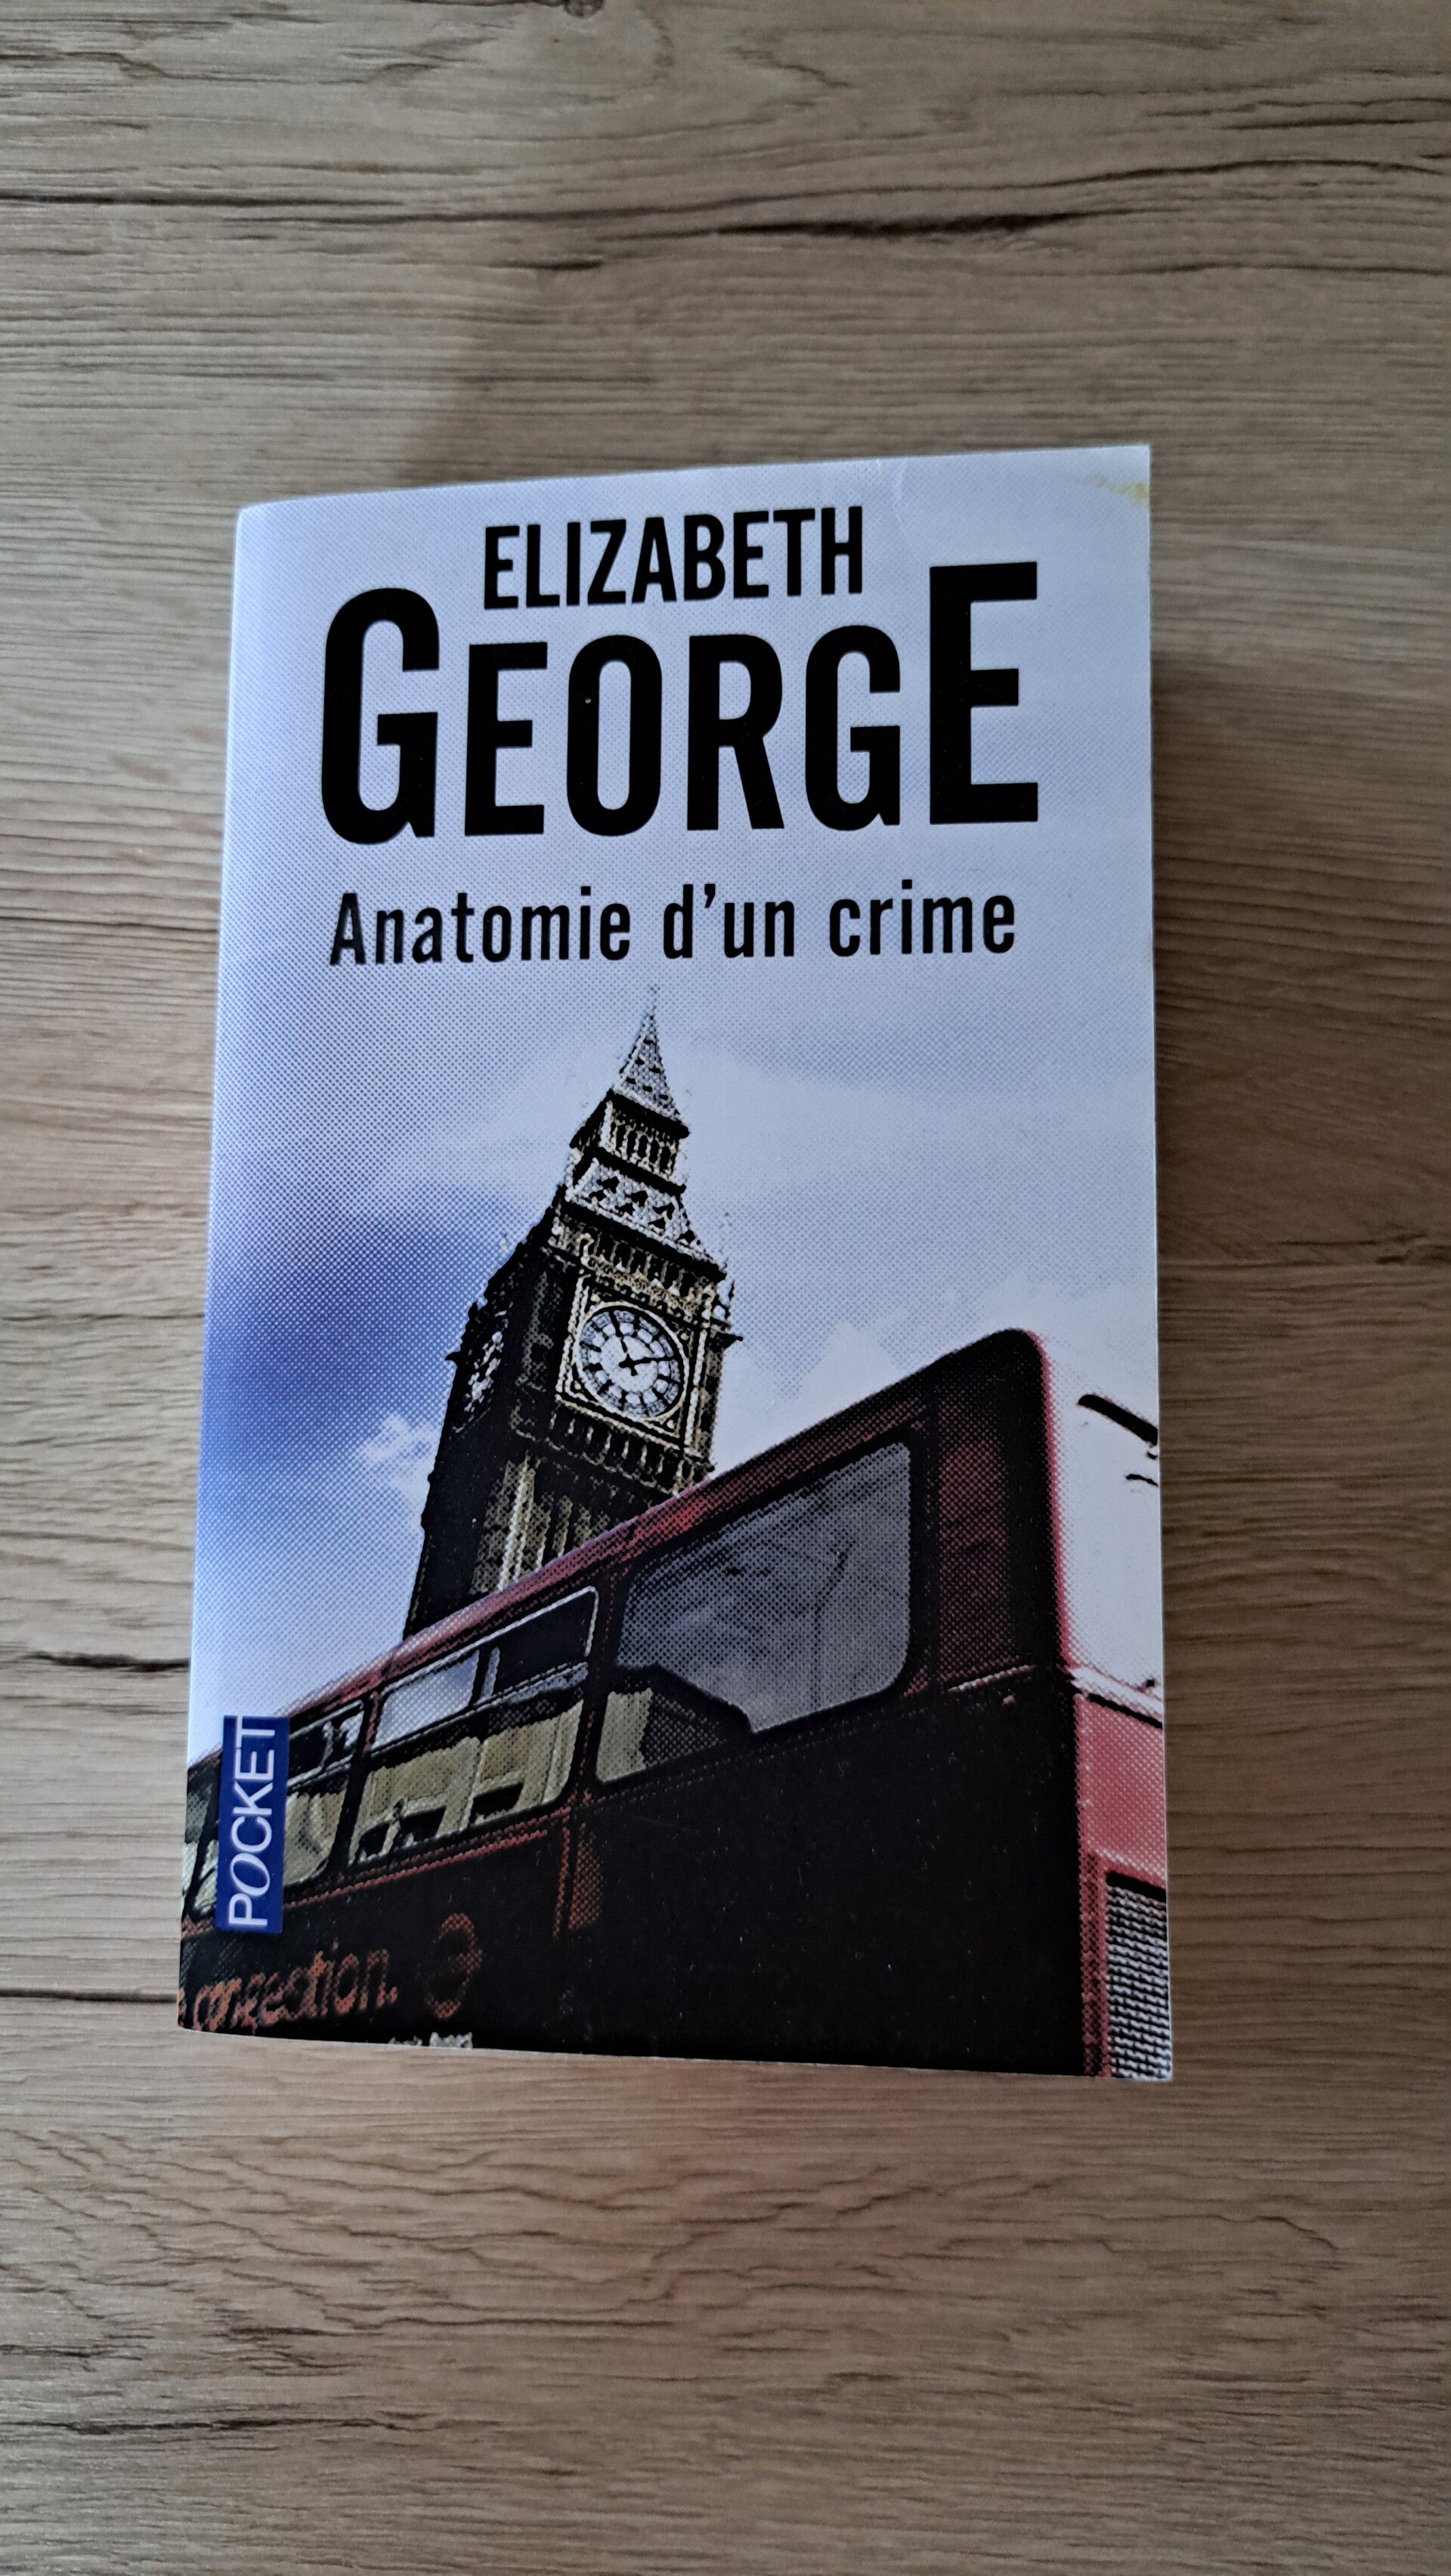 ELIZABETH
GEORGE
Anatomie d'un crime
POCKET
congestion.